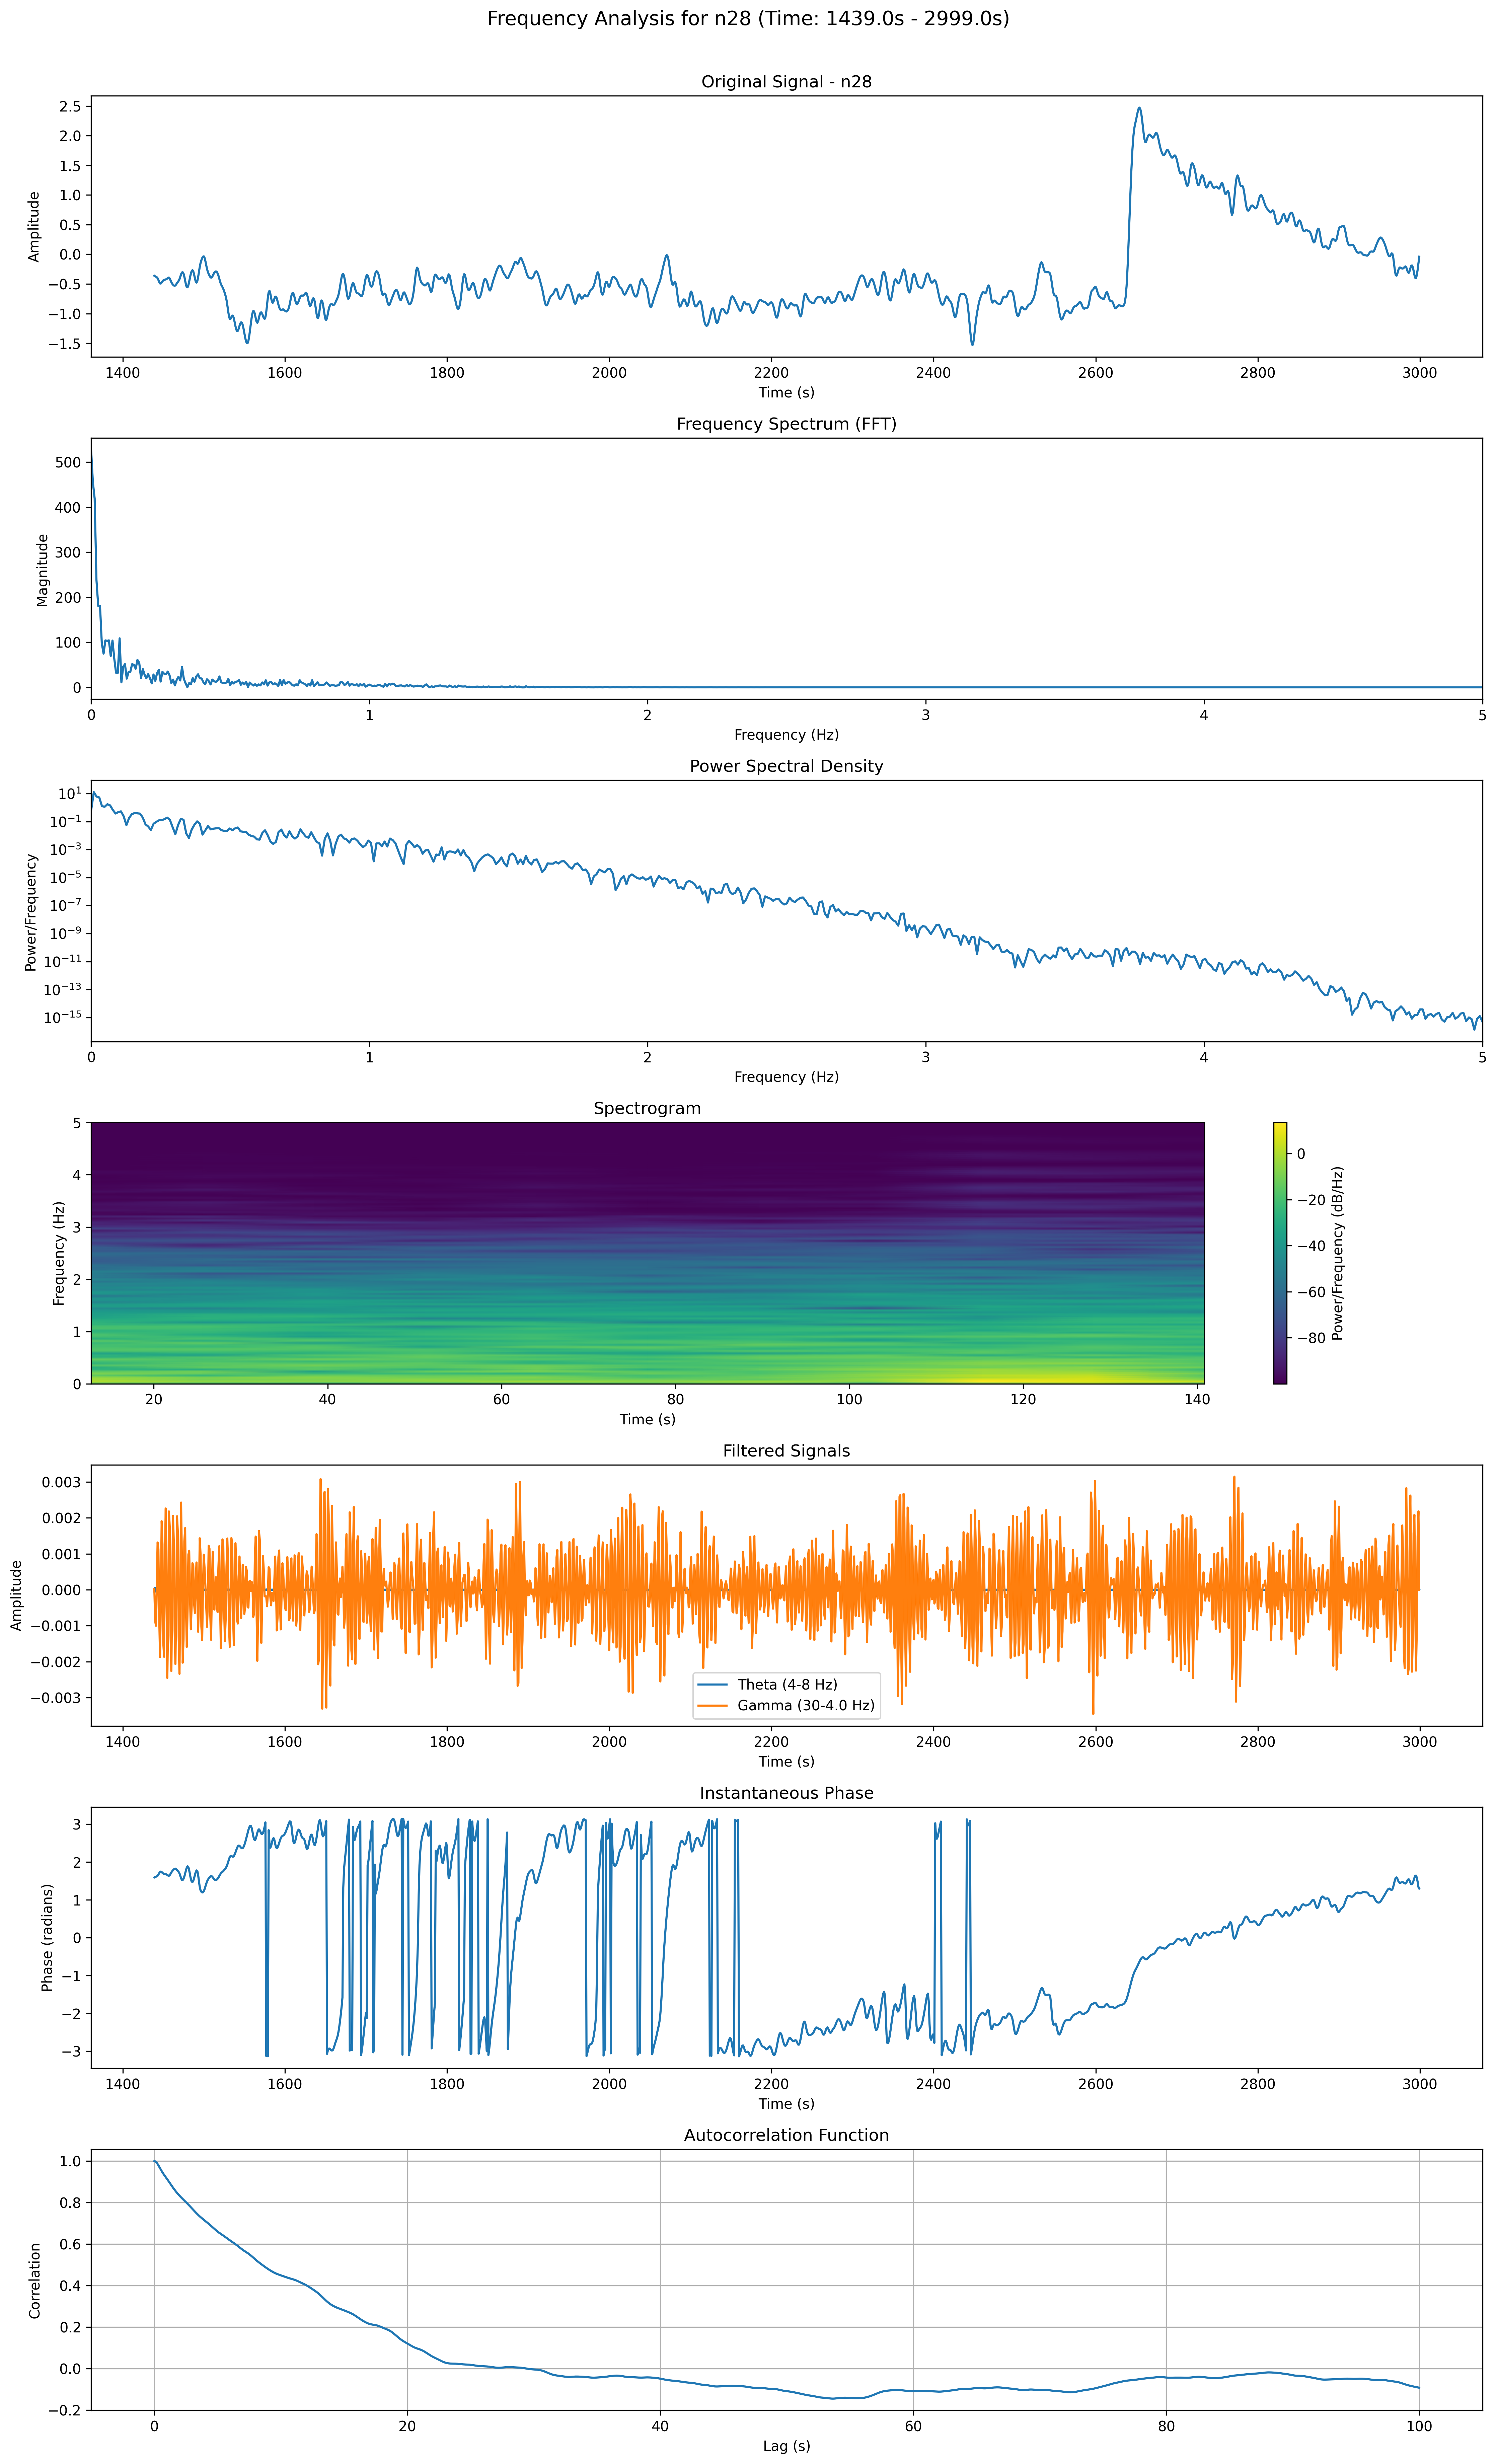 Frequency Analysis for n28 (Time: 1439.0s - 2999.0s)
Original Signal - n28
Amplitude
2.5
2.0
1.5
1.0
0.5
0.0
−0.5
−1.0
−1.5
1400 1600 1800 2000 2200 2400 2600 2800 3000
Time (s)
Frequency Spectrum (FFT)
Magnitude
500
400
300
200
100
0
0 1 2 3 4 5
Frequency (Hz)
Power Spectral Density
Power/Frequency
10¹
10⁻¹
10⁻³
10⁻⁵
10⁻⁷
10⁻⁹
10⁻¹¹
10⁻¹³
10⁻¹⁵
0 1 2 3 4 5
Frequency (Hz)
Spectrogram
Frequency (Hz)
5
4
3
2
1
0
20 40 60 80 100 120 140
Time (s)
0
−20
−40
−60
−80
Power/Frequency (dB/Hz)
Filtered Signals
Amplitude
0.003
0.002
0.001
0.000
−0.001
−0.002
−0.003
Theta (4-8 Hz)
Gamma (30-4.0 Hz)
1400 1600 1800 2000 2200 2400 2600 2800 3000
Time (s)
Instantaneous Phase
Phase (radians)
3
2
1
0
−1
−2
−3
1400 1600 1800 2000 2200 2400 2600 2800 3000
Time (s)
Autocorrelation Function
Correlation
1.0
0.8
0.6
0.4
0.2
0.0
−0.2
0 20 40 60 80 100
Lag (s)